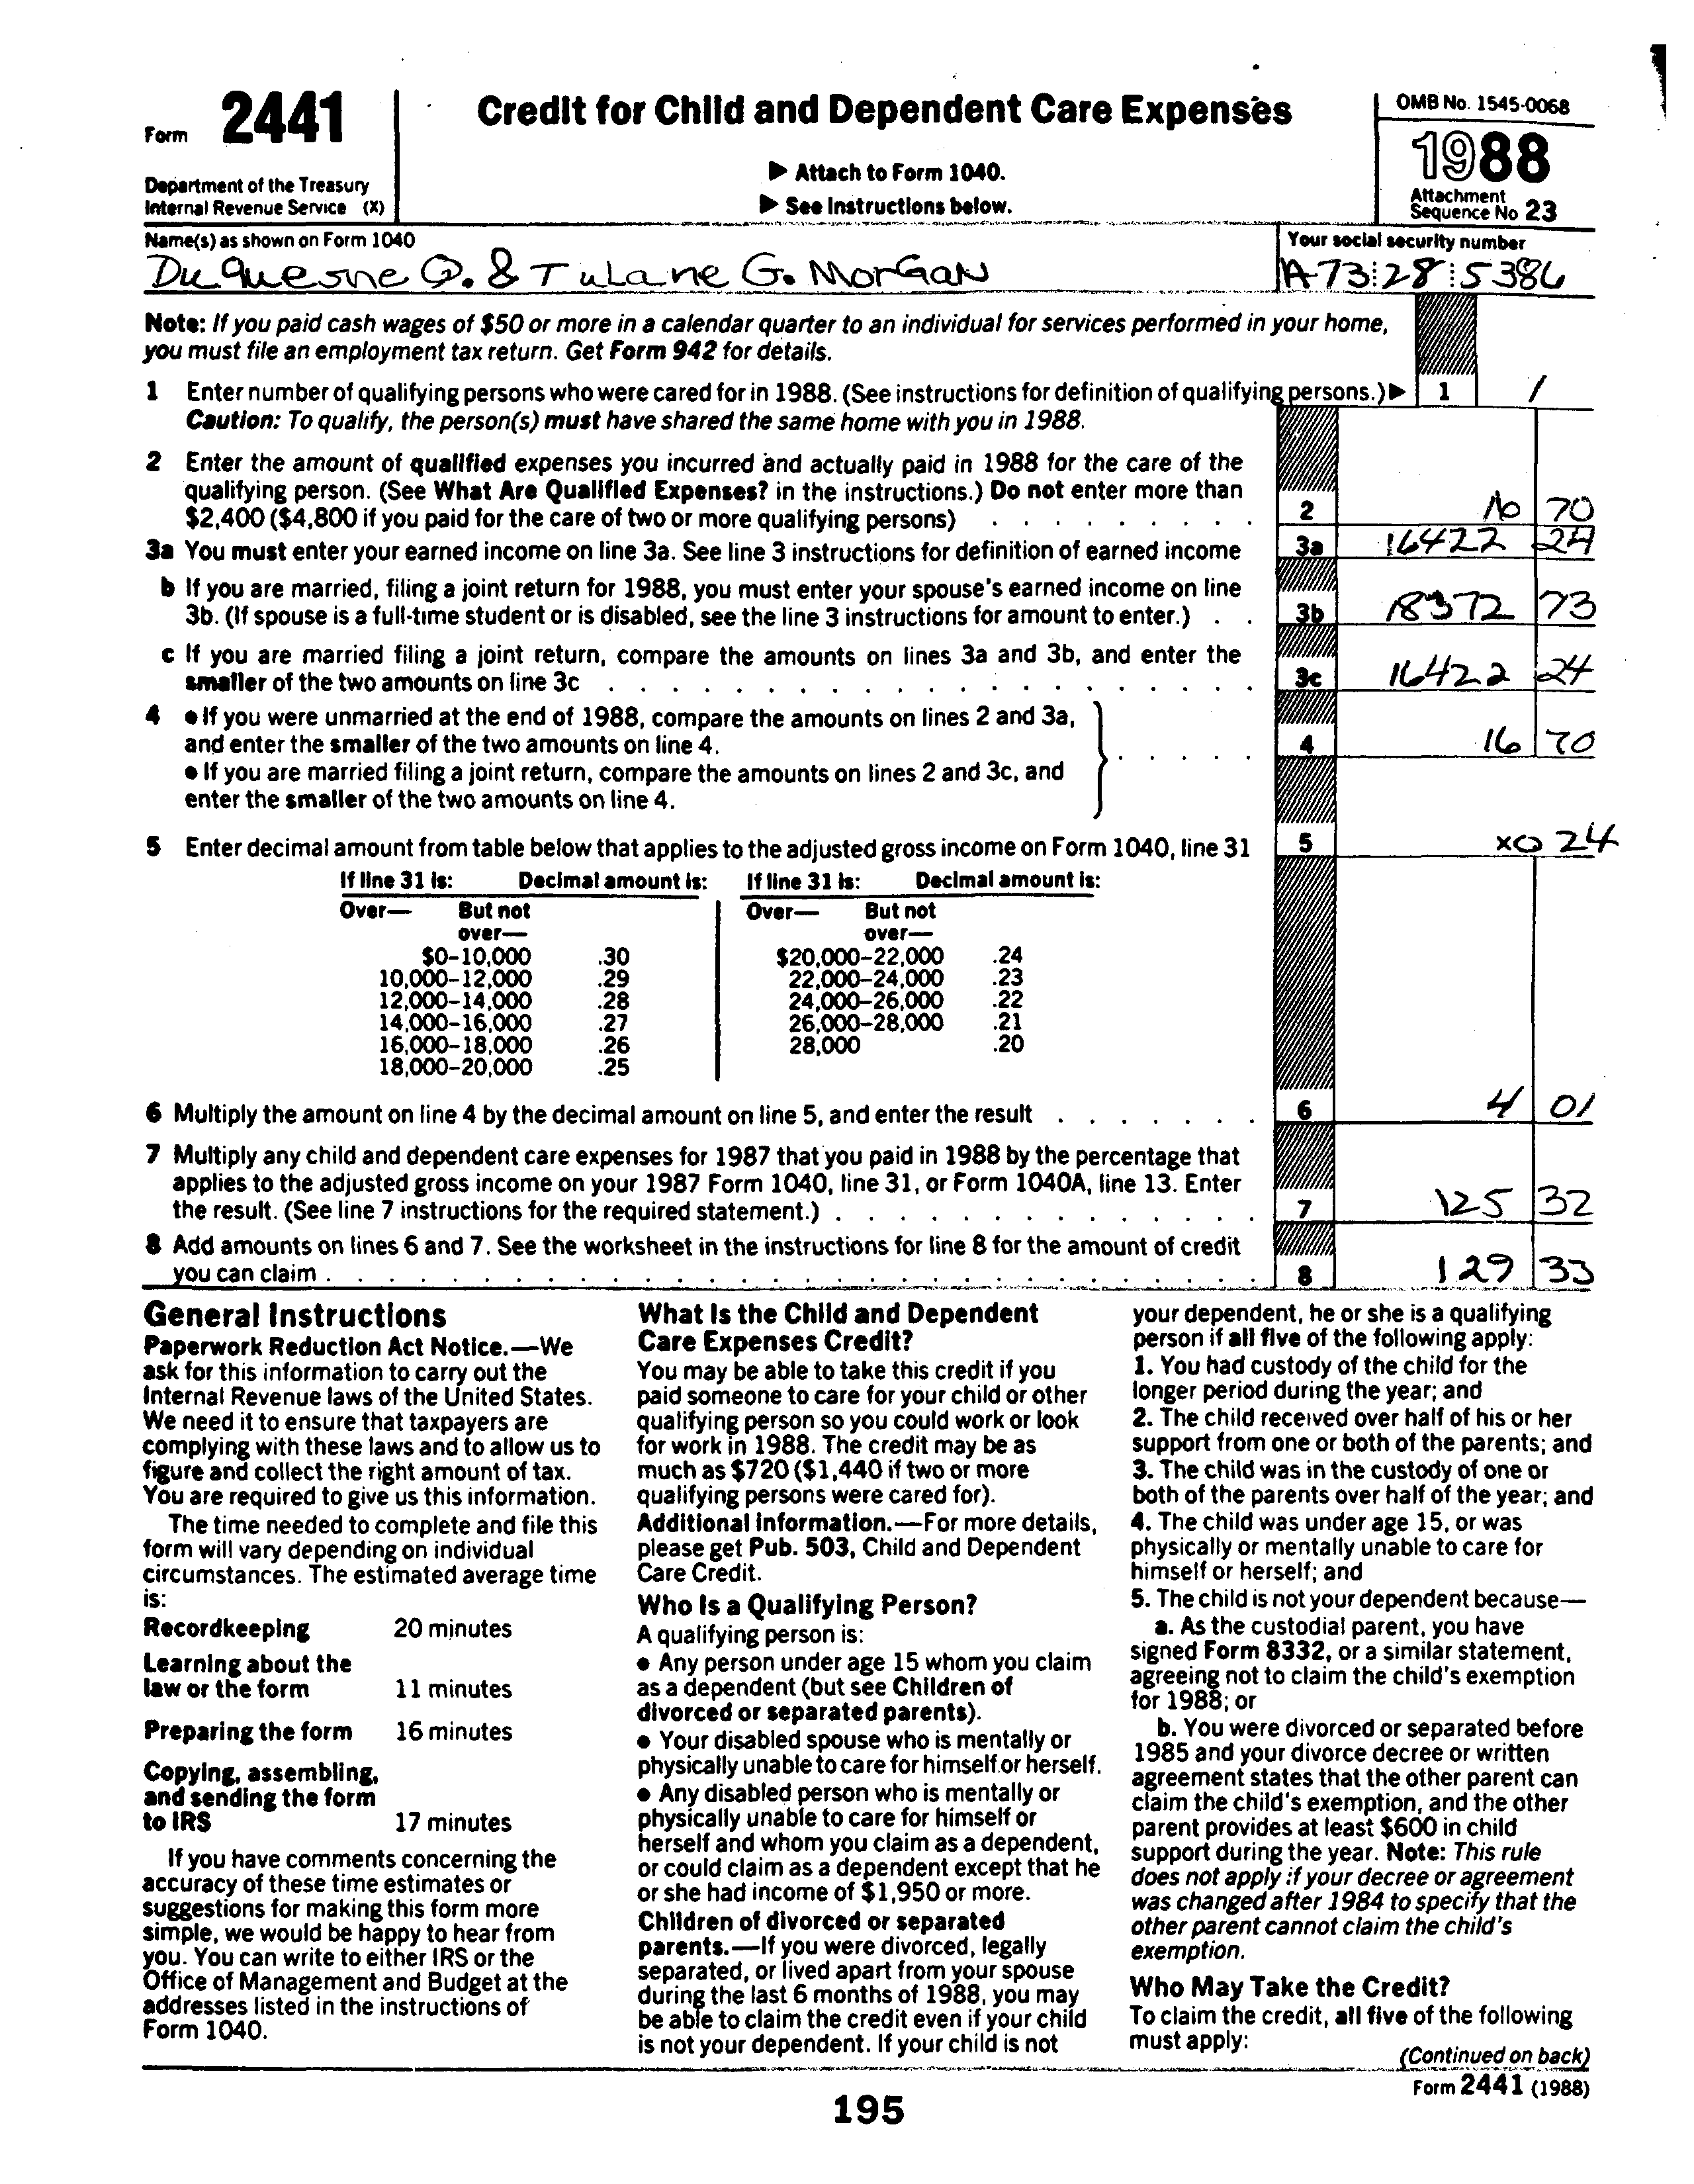 Form 2441
Department of the Treasury
Internal Revenue Service (X)
Credit for Child and Dependent Care Expenses
▶ Attach to Form 1040.
▶ See Instructions below.
OMB No. 1545-0068
1988
Attachment
Sequence No 23
Name(s) as shown on Form 1040
DuQuesne Q. & Tulane G. Morgan
Your social security number
A73:28:5386
Note: If you paid cash wages of $50 or more in a calendar quarter to an individual for services performed in your home,
you must file an employment tax return. Get Form 942 for details.
1 Enter number of qualifying persons who were cared for in 1988. (See instructions for definition of qualifying persons.) ▶ 1 1
Caution: To qualify, the person(s) must have shared the same home with you in 1988.
2 Enter the amount of qualified expenses you incurred and actually paid in 1988 for the care of the
qualifying person. (See What Are Qualified Expenses? in the instructions.) Do not enter more than
$2,400 ($4,800 if you paid for the care of two or more qualifying persons) 2 16 70
3a You must enter your earned income on line 3a. See line 3 instructions for definition of earned income 3a 16422 24
b If you are married, filing a joint return for 1988, you must enter your spouse's earned income on line
3b. (If spouse is a full-time student or is disabled, see the line 3 instructions for amount to enter.) 3b 18372 73
c If you are married filing a joint return, compare the amounts on lines 3a and 3b, and enter the
smaller of the two amounts on line 3c 3c 16422 24
4 ● If you were unmarried at the end of 1988, compare the amounts on lines 2 and 3a,
and enter the smaller of the two amounts on line 4. 4 16 70
● If you are married filing a joint return, compare the amounts on lines 2 and 3c, and
enter the smaller of the two amounts on line 4.
5 Enter decimal amount from table below that applies to the adjusted gross income on Form 1040, line 31 5 x0 24
If line 31 is: Decimal amount is: If line 31 is: Decimal amount is:
Over— But not Over— But not
over— over—
$0–10,000 .30 $20,000–22,000 .24
10,000–12,000 .29 22,000–24,000 .23
12,000–14,000 .28 24,000–26,000 .22
14,000–16,000 .27 26,000–28,000 .21
16,000–18,000 .26 28,000 .20
18,000–20,000 .25
6 Multiply the amount on line 4 by the decimal amount on line 5, and enter the result 6 4 01
7 Multiply any child and dependent care expenses for 1987 that you paid in 1988 by the percentage that
applies to the adjusted gross income on your 1987 Form 1040, line 31, or Form 1040A, line 13. Enter
the result. (See line 7 instructions for the required statement.) 7 125 32
8 Add amounts on lines 6 and 7. See the worksheet in the instructions for line 8 for the amount of credit
you can claim 8 129 33
General Instructions
Paperwork Reduction Act Notice.—We
ask for this information to carry out the
Internal Revenue laws of the United States.
We need it to ensure that taxpayers are
complying with these laws and to allow us to
figure and collect the right amount of tax.
You are required to give us this information.
The time needed to complete and file this
form will vary depending on individual
circumstances. The estimated average time
is:
Recordkeeping 20 minutes
Learning about the
law or the form 11 minutes
Preparing the form 16 minutes
Copying, assembling,
and sending the form
to IRS 17 minutes
If you have comments concerning the
accuracy of these time estimates or
suggestions for making this form more
simple, we would be happy to hear from
you. You can write to either IRS or the
Office of Management and Budget at the
addresses listed in the instructions of
Form 1040.
What Is the Child and Dependent
Care Expenses Credit?
You may be able to take this credit if you
paid someone to care for your child or other
qualifying person so you could work or look
for work in 1988. The credit may be as
much as $720 ($1,440 if two or more
qualifying persons were cared for).
Additional Information.—For more details,
please get Pub. 503, Child and Dependent
Care Credit.
Who Is a Qualifying Person?
A qualifying person is:
● Any person under age 15 whom you claim
as a dependent (but see Children of
divorced or separated parents).
● Your disabled spouse who is mentally or
physically unable to care for himself or herself.
● Any disabled person who is mentally or
physically unable to care for himself or
herself and whom you claim as a dependent,
or could claim as a dependent except that he
or she had income of $1,950 or more.
Children of divorced or separated
parents.—If you were divorced, legally
separated, or lived apart from your spouse
during the last 6 months of 1988, you may
be able to claim the credit even if your child
is not your dependent. If your child is not
your dependent, he or she is a qualifying
person if all five of the following apply:
1. You had custody of the child for the
longer period during the year; and
2. The child received over half of his or her
support from one or both of the parents; and
3. The child was in the custody of one or
both of the parents over half of the year; and
4. The child was under age 15, or was
physically or mentally unable to care for
himself or herself; and
5. The child is not your dependent because—
a. As the custodial parent, you have
signed Form 8332, or a similar statement,
agreeing not to claim the child's exemption
for 1988; or
b. You were divorced or separated before
1985 and your divorce decree or written
agreement states that the other parent can
claim the child's exemption, and the other
parent provides at least $600 in child
support during the year. Note: This rule
does not apply if your decree or agreement
was changed after 1984 to specify that the
other parent cannot claim the child's
exemption.
Who May Take the Credit?
To claim the credit, all five of the following
must apply:
(Continued on back)
Form 2441 (1988)
195